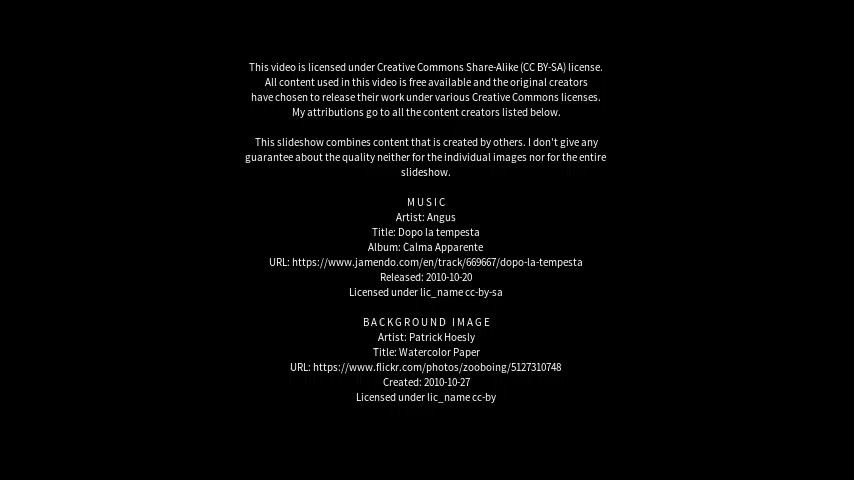 This video is licensed under Creative Commons Share-Alike (CC BY-SA) license.
All content used in this video is free available and the original creators
have chosen to release their work under various Creative Commons licenses.
My attributions go to all the content creators listed below.
This slideshow combines content that is created by others. I don't give any
guarantee about the quality neither for the individual images nor for the entire
slideshow.
M U S I C
Artist: Angus
Title: Dopo la tempesta
Album: Calma Apparente
URL: https://www.jamendo.com/en/track/669667/dopo-la-tempesta
Released: 2010-10-20
Licensed under lic_name cc-by-sa
B A C K G R O U N D  I M A G E
Artist: Patrick Hoesly
Title: Watercolor Paper
URL: https://www.flickr.com/photos/zooboing/5127310748
Created: 2010-10-27
Licensed under lic_name cc-by